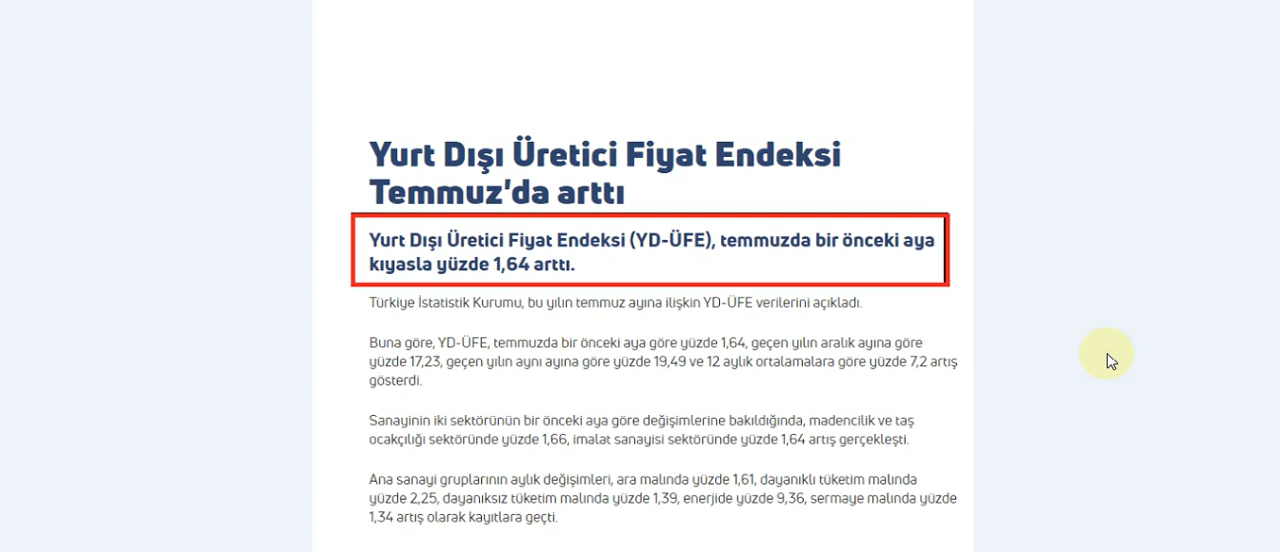 Yurt Dışı Üretici Fiyat Endeksi
Temmuz'da arttı
Yurt Dışı Üretici Fiyat Endeksi (YD-ÜFE), temmuzda bir önceki aya
kıyasla yüzde 1,64 arttı.
Türkiye İstatistik Kurumu, bu yılın temmuz ayına ilişkin YD-ÜFE verilerini açıkladı.
Buna göre, YD-ÜFE, temmuzda bir önceki aya göre yüzde 1,64, geçen yılın aralık ayına göre
yüzde 17,23, geçen yılın aynı ayına göre yüzde 19,49 ve 12 aylık ortalamalara göre yüzde 7,2 artış
gösterdi.
Sanayinin iki sektörünün bir önceki aya göre değişimlerine bakıldığında, madencilik ve taş
ocakçılığı sektöründe yüzde 1,66, imalat sanayisi sektöründe yüzde 1,64 artış gerçekleşti.
Ana sanayi gruplarının aylık değişimleri, ara malında yüzde 1,61, dayanıklı tüketim malında
yüzde 2,25, dayanıksız tüketim malında yüzde 1,39, enerjide yüzde 9,36, sermaye malında yüzde
1,34 artış olarak kayıtlara geçti.